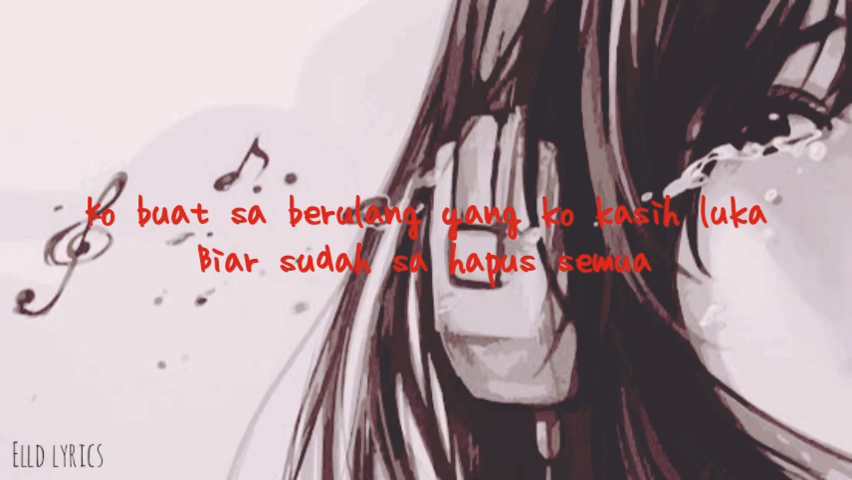 ko buat sa berulang yang ko kasih luka
Biar sudah sa hapus semua
ELLD LYRICS